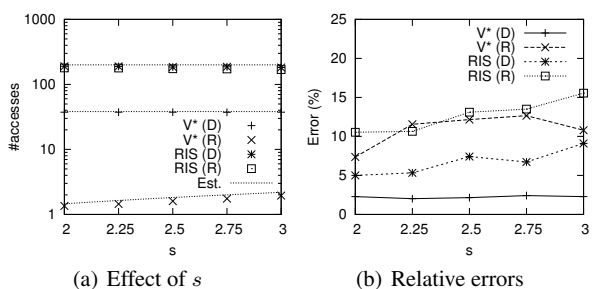 #accesses
1000
100
10
1
V* (D)
V* (R)
RIS (D)
RIS (R)
Est.
2 2.25 2.5 2.75 3
s
(a) Effect of s
Error (%)
25
20
15
10
5
0
V* (D)
V* (R)
RIS (D)
RIS (R)
2 2.25 2.5 2.75 3
s
(b) Relative errors